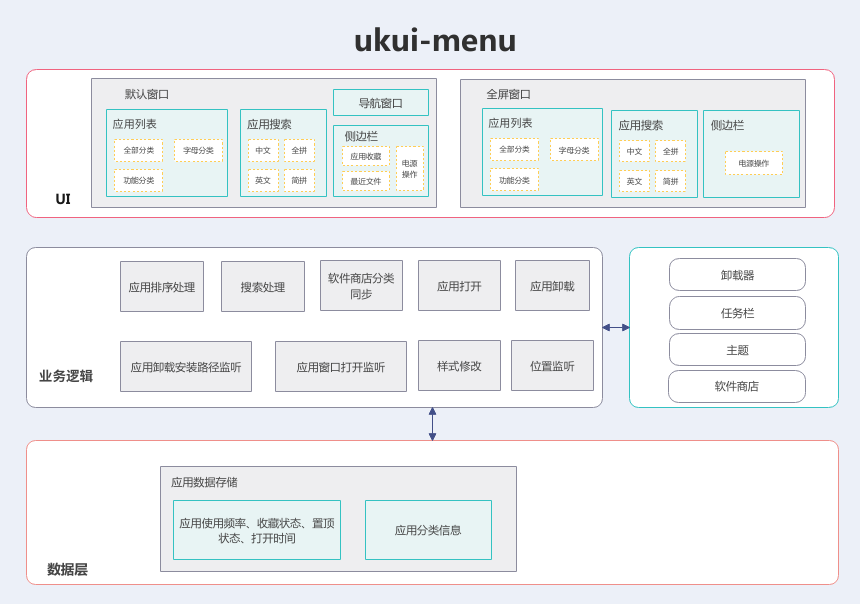 ukui-menu
默认窗口
应用列表
全部分类
字母分类
功能分类
应用搜索
中文
全拼
英文
简拼
导航窗口
侧边栏
应用收藏
最近文件
电源
操作
全屏窗口
应用列表
全部分类
字母分类
功能分类
应用搜索
中文
全拼
英文
简拼
侧边栏
电源操作
UI
应用排序处理
搜索处理
软件商店分类
同步
应用打开
应用卸载
应用卸载安装路径监听
应用窗口打开监听
样式修改
位置监听
业务逻辑
卸载器
任务栏
主题
软件商店
应用数据存储
应用使用频率、收藏状态、置顶
状态、打开时间
应用分类信息
数据层